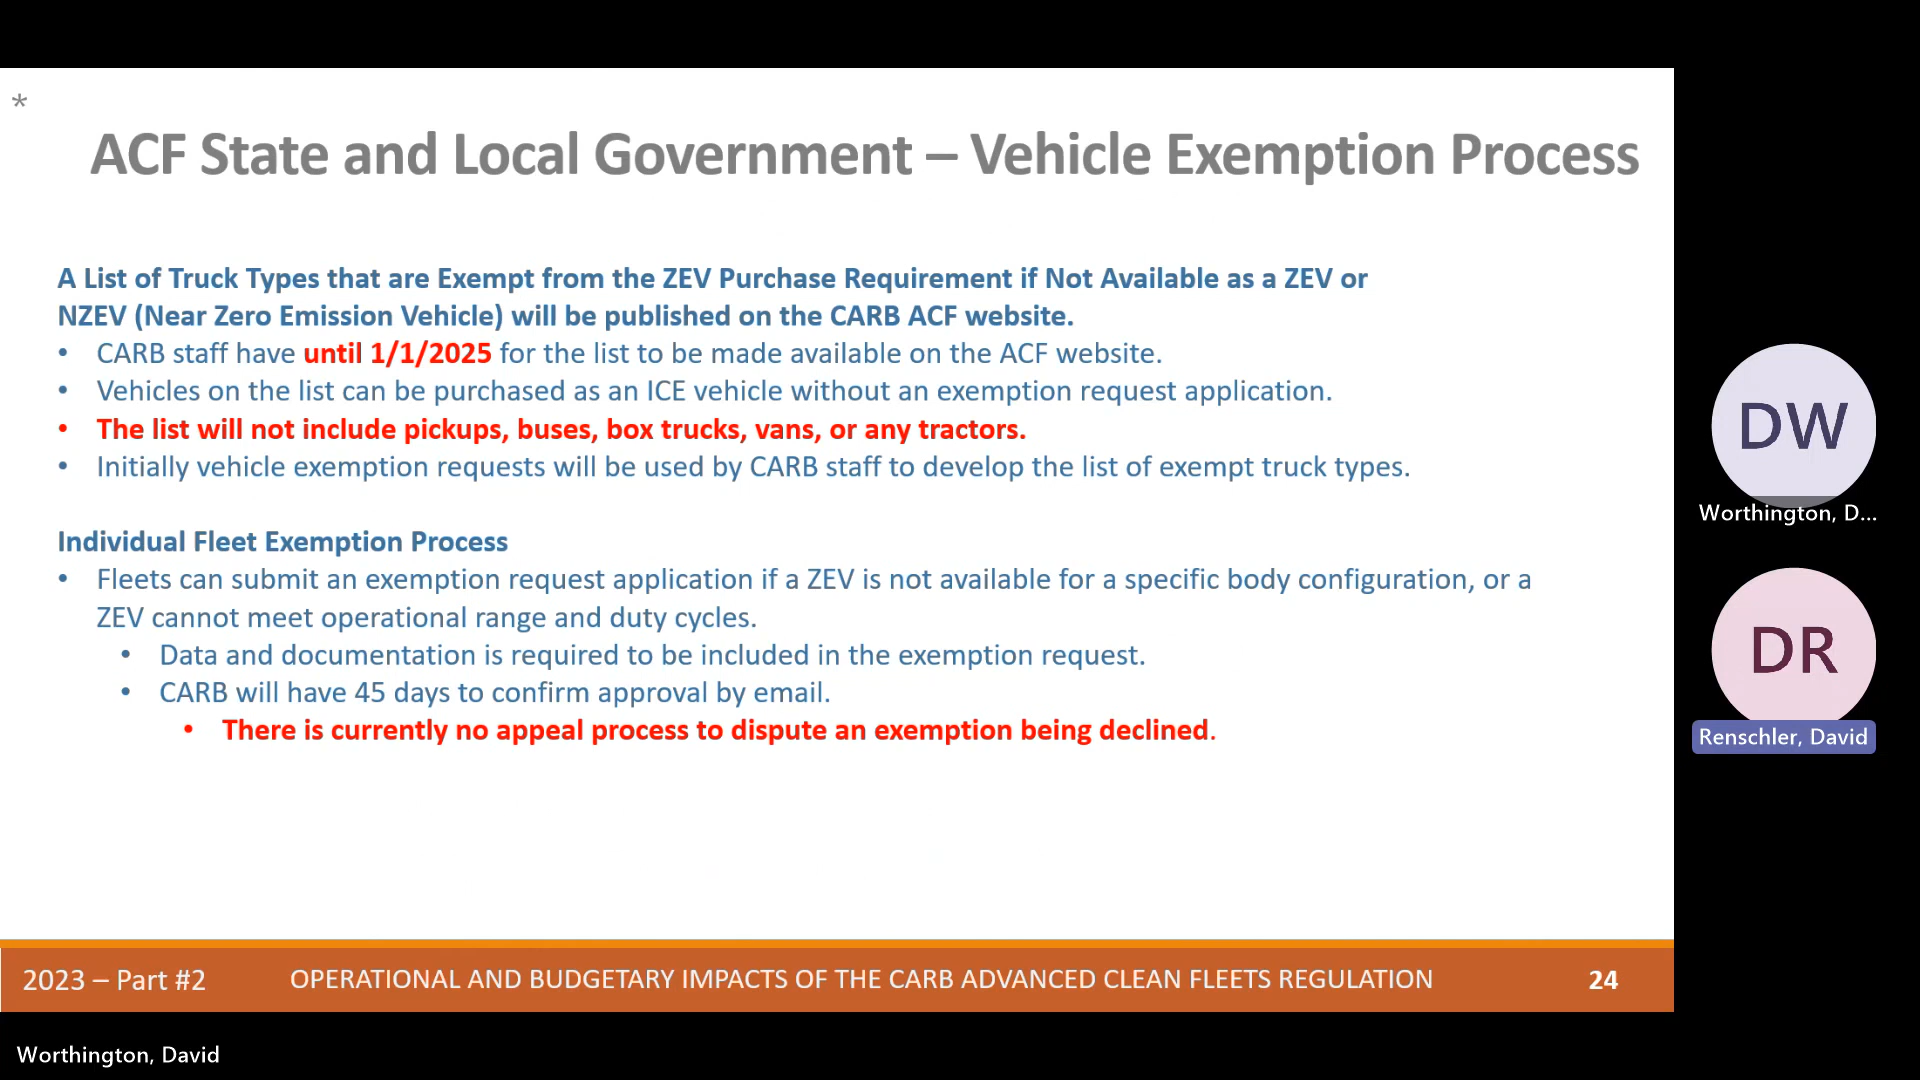 *
ACF State and Local Government – Vehicle Exemption Process
A List of Truck Types that are Exempt from the ZEV Purchase Requirement if Not Available as a ZEV or
NZEV (Near Zero Emission Vehicle) will be published on the CARB ACF website.
• CARB staff have until 1/1/2025 for the list to be made available on the ACF website.
• Vehicles on the list can be purchased as an ICE vehicle without an exemption request application.
• The list will not include pickups, buses, box trucks, vans, or any tractors.
• Initially vehicle exemption requests will be used by CARB staff to develop the list of exempt truck types.
Individual Fleet Exemption Process
• Fleets can submit an exemption request application if a ZEV is not available for a specific body configuration, or a
ZEV cannot meet operational range and duty cycles.
• Data and documentation is required to be included in the exemption request.
• CARB will have 45 days to confirm approval by email.
• There is currently no appeal process to dispute an exemption being declined.
2023 – Part #2 OPERATIONAL AND BUDGETARY IMPACTS OF THE CARB ADVANCED CLEAN FLEETS REGULATION 24
DW
Worthington, D...
DR
Renschler, David
Worthington, David